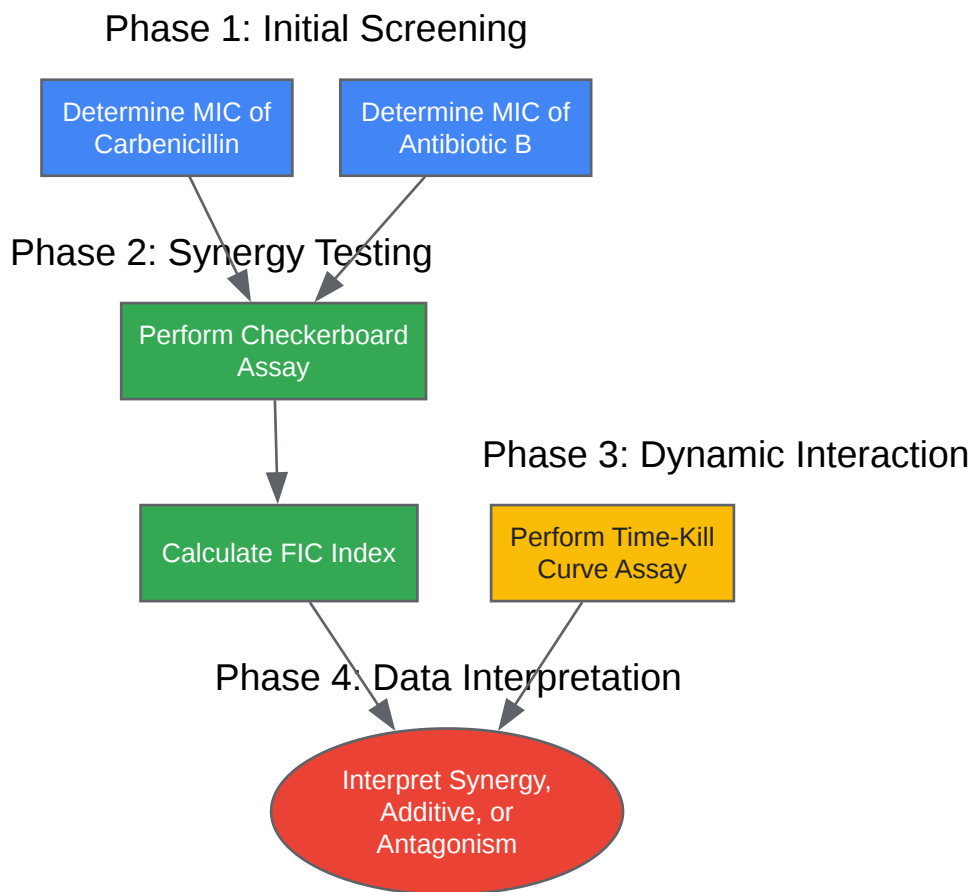 Phase 1: Initial Screening
Determine MIC of
Carbenicillin
Determine MIC of
Antibiotic B
Phase 2: Synergy Testing
Perform Checkerboard
Assay
Phase 3: Dynamic Interaction
Calculate FIC Index
Perform Time-Kill
Curve Assay
Phase 4: Data Interpretation
Interpret Synergy,
Additive, or
Antagonism